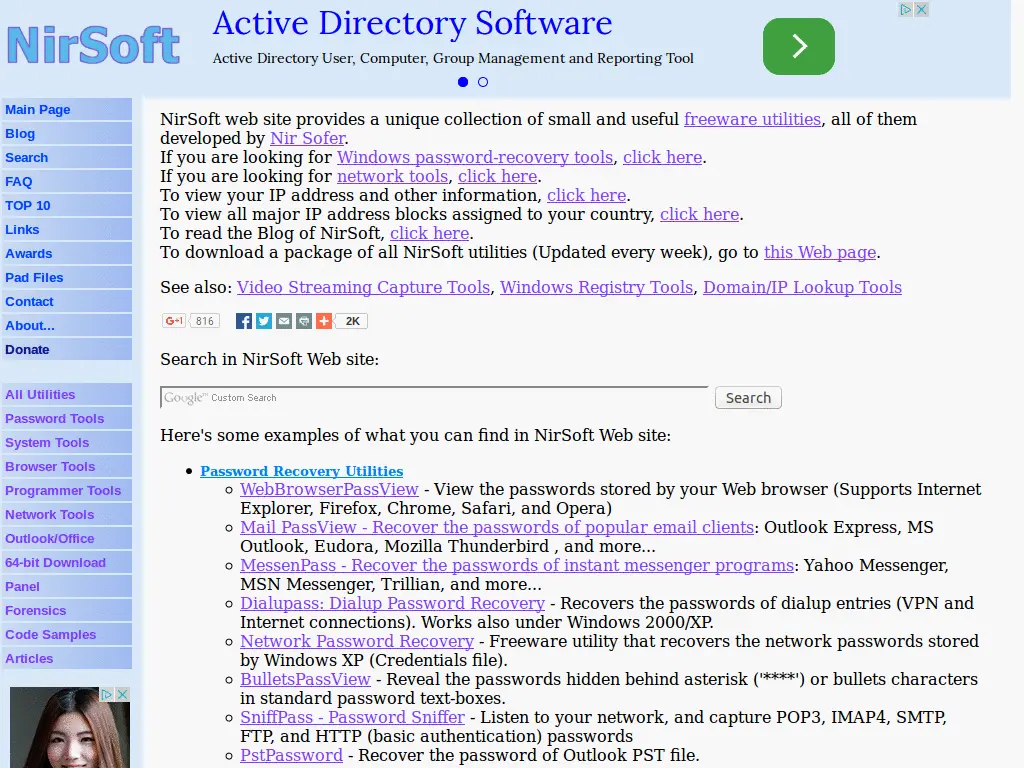 NirSoft
Active Directory Software
Active Directory User, Computer, Group Management and Reporting Tool
Main Page
Blog
Search
FAQ
TOP 10
Links
Awards
Pad Files
Contact
About...
Donate
All Utilities
Password Tools
System Tools
Browser Tools
Programmer Tools
Network Tools
Outlook/Office
64-bit Download
Panel
Forensics
Code Samples
Articles
NirSoft web site provides a unique collection of small and useful freeware utilities, all of them
developed by Nir Sofer.
If you are looking for Windows password-recovery tools, click here.
If you are looking for network tools, click here.
To view your IP address and other information, click here.
To view all major IP address blocks assigned to your country, click here.
To read the Blog of NirSoft, click here.
To download a package of all NirSoft utilities (Updated every week), go to this Web page.
See also: Video Streaming Capture Tools, Windows Registry Tools, Domain/IP Lookup Tools
G+1 816 2K
Search in NirSoft Web site:
Google™ Custom Search Search
Here's some examples of what you can find in NirSoft Web site:
Password Recovery Utilities
WebBrowserPassView - View the passwords stored by your Web browser (Supports Internet
Explorer, Firefox, Chrome, Safari, and Opera)
Mail PassView - Recover the passwords of popular email clients: Outlook Express, MS
Outlook, Eudora, Mozilla Thunderbird , and more...
MessenPass - Recover the passwords of instant messenger programs: Yahoo Messenger,
MSN Messenger, Trillian, and more...
Dialupass: Dialup Password Recovery - Recovers the passwords of dialup entries (VPN and
Internet connections). Works also under Windows 2000/XP.
Network Password Recovery - Freeware utility that recovers the network passwords stored
by Windows XP (Credentials file).
BulletsPassView - Reveal the passwords hidden behind asterisk ('****') or bullets characters
in standard password text-boxes.
SniffPass - Password Sniffer - Listen to your network, and capture POP3, IMAP4, SMTP,
FTP, and HTTP (basic authentication) passwords
PstPassword - Recover the password of Outlook PST file.